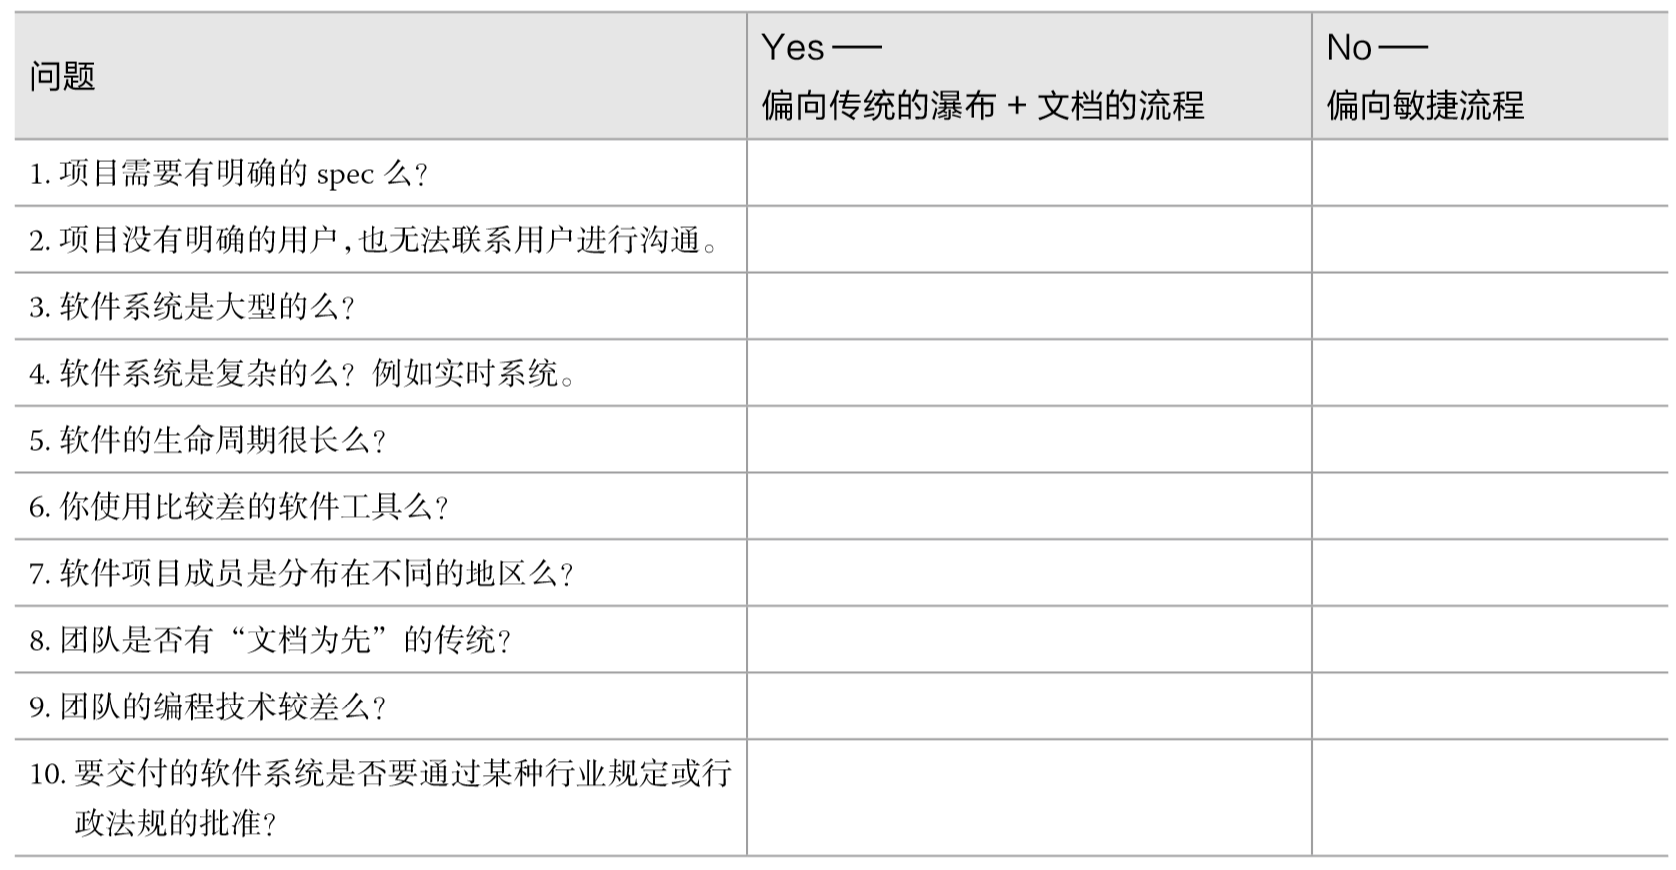 问题
Yes ——
偏向传统的瀑布 + 文档的流程
No ——
偏向敏捷流程
1. 项目需要有明确的 spec 么？
2. 项目没有明确的用户，也无法联系用户进行沟通。
3. 软件系统是大型的么？
4. 软件系统是复杂的么？例如实时系统。
5. 软件的生命周期很长么？
6. 你使用比较差的软件工具么？
7. 软件项目成员是分布在不同的地区么？
8. 团队是否有“文档为先”的传统？
9. 团队的编程技术较差么？
10. 要交付的软件系统是否要通过某种行业规定或行
政法规的批准？